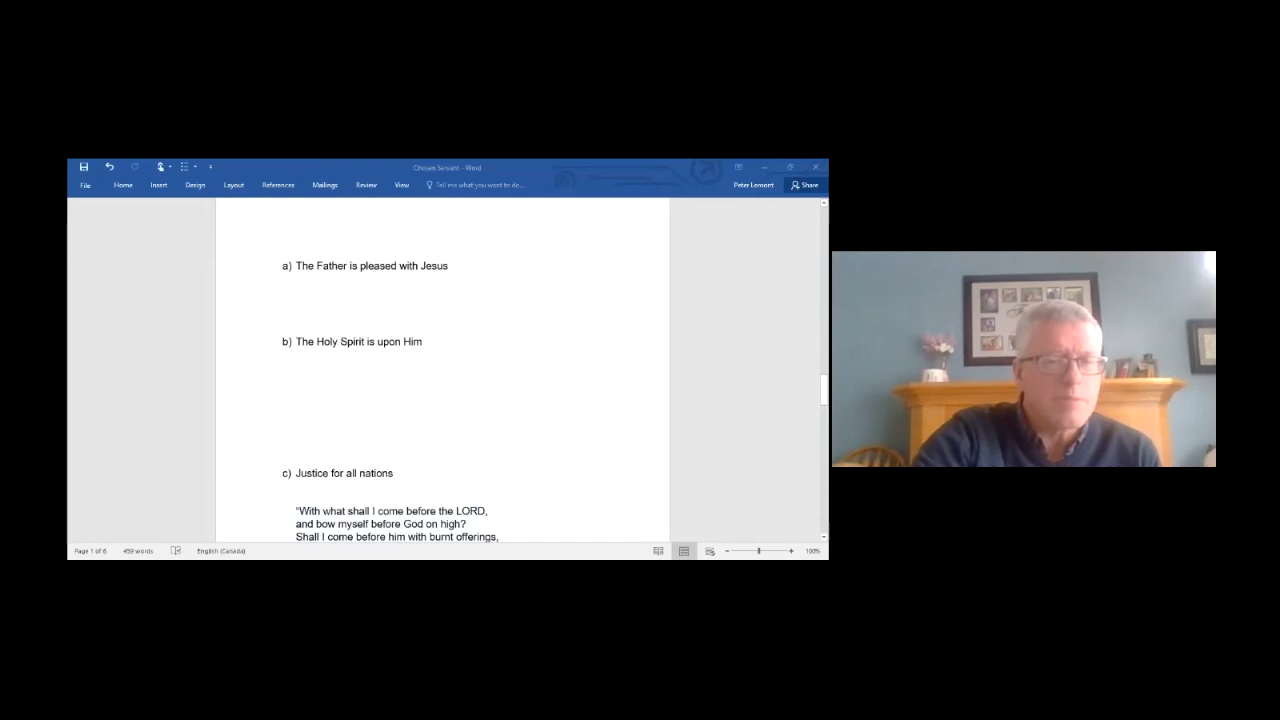 Chosen Servant - Word
File Home Insert Design Layout References Mailings Review View Tell me what you want to do... Peter Lemont Share
a) The Father is pleased with Jesus
b) The Holy Spirit is upon Him
c) Justice for all nations
“With what shall I come before the LORD,
and bow myself before God on high?
Shall I come before him with burnt offerings,
Page 1 of 6 459 words English (Canada) 100%